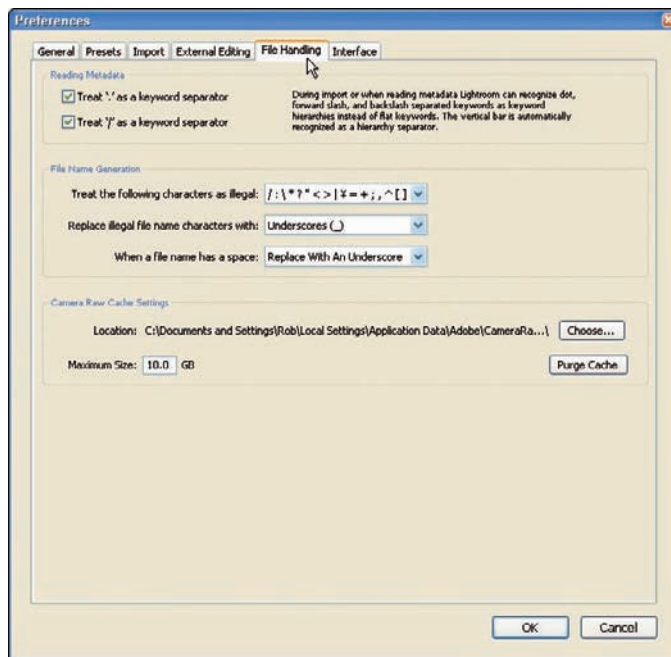 Preferences
General Presets Import External Editing File Handling Interface
Reading Metadata
Treat '.' as a keyword separator
Treat '/' as a keyword separator
During import or when reading metadata Lightroom can recognize dot,
forward slash, and backslash separated keywords as keyword
hierarchies instead of flat keywords. The vertical bar is automatically
recognized as a hierarchy separator.
File Name Generation
Treat the following characters as illegal: / : \ * ? " < > | ¥ = + ; , ^ [ ]
Replace illegal file name characters with: Underscores (_)
When a file name has a space: Replace With An Underscore
Camera Raw Cache Settings
Location: C:\Documents and Settings\Rob\Local Settings\Application Data\Adobe\CameraRa...\ Choose...
Maximum Size: 10.0 GB Purge Cache
OK Cancel